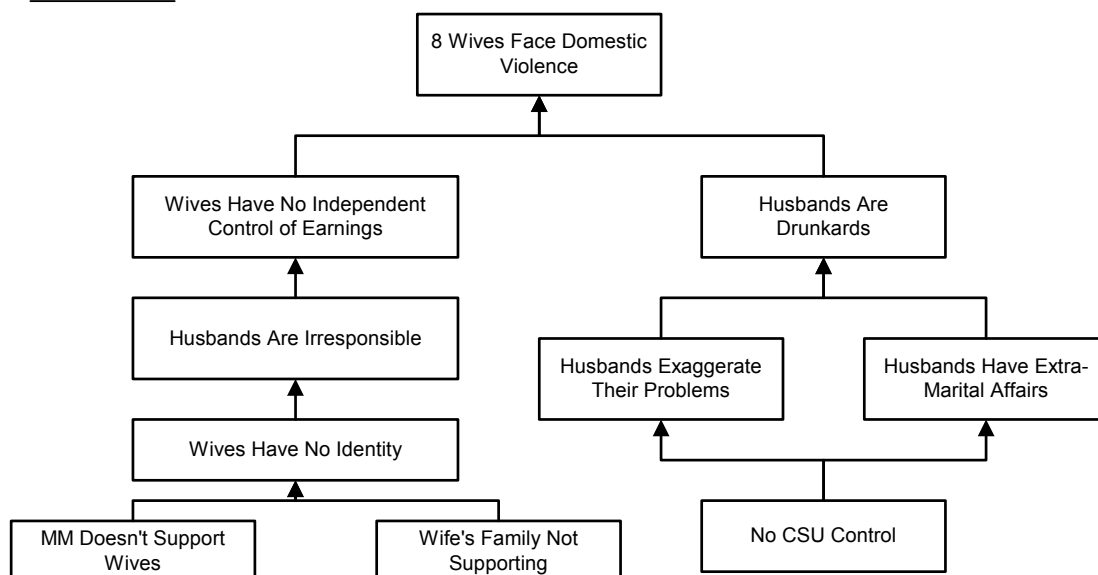 8 Wives Face Domestic
Violence
Wives Have No Independent
Control of Earnings
Husbands Are
Drunkards
Husbands Are Irresponsible
Husbands Exaggerate
Their Problems
Husbands Have Extra-
Marital Affairs
Wives Have No Identity
MM Doesn't Support
Wives
Wife's Family Not
Supporting
No CSU Control